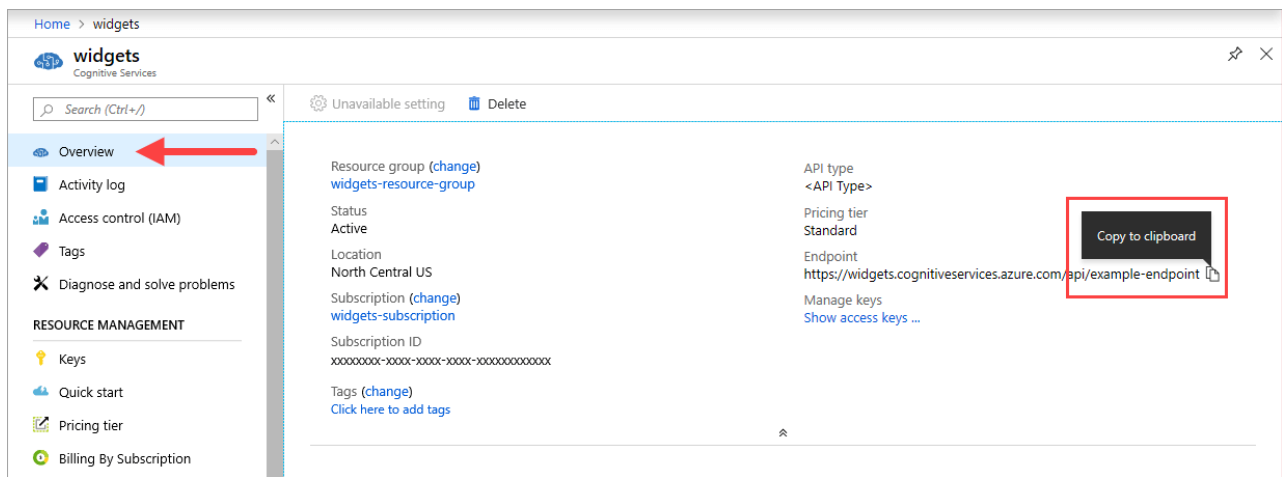 Home > widgets
widgets
Cognitive Services
Search (Ctrl+/)
«
Overview
Activity log
Access control (IAM)
Tags
Diagnose and solve problems
RESOURCE MANAGEMENT
Keys
Quick start
Pricing tier
Billing By Subscription
Unavailable setting
Delete
Resource group (change)
widgets-resource-group
Status
Active
Location
North Central US
Subscription (change)
widgets-subscription
Subscription ID
xxxxxxxx-xxxx-xxxx-xxxx-xxxxxxxxxxxx
Tags (change)
Click here to add tags
API type
<API Type>
Pricing tier
Standard
Copy to clipboard
Endpoint
https://widgets.cognitiveservices.azure.com/api/example-endpoint
Manage keys
Show access keys ...